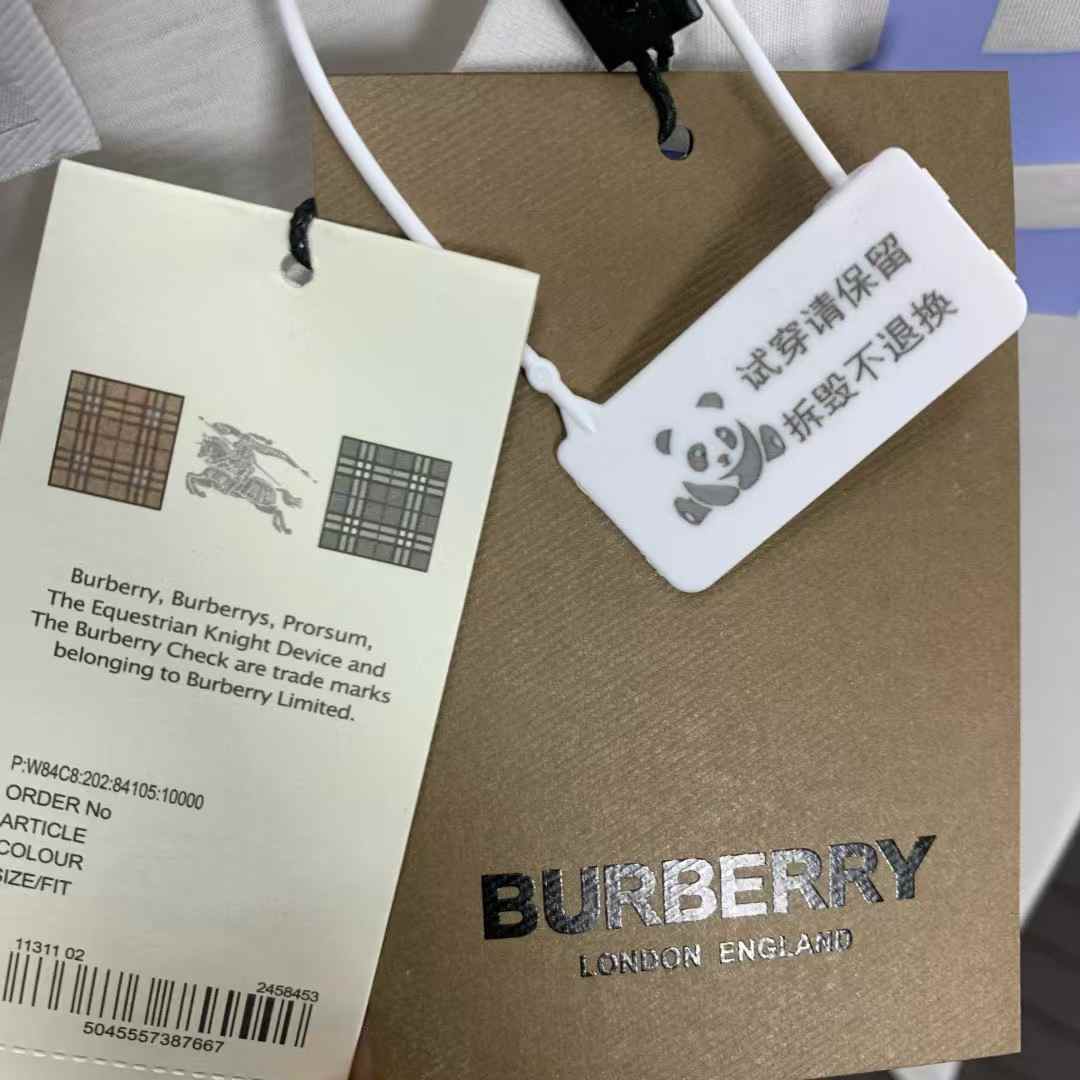 试穿请保留
拆毁不退换
Burberry, Burberrys, Prorsum,
The Equestrian Knight Device and
The Burberry Check are trade marks
belonging to Burberry Limited.
P:W84C8:202:84105:10000
ORDER No
ARTICLE
COLOUR
SIZE/FIT
11311 02
2458453
5045557387667
BURBERRY
LONDON ENGLAND